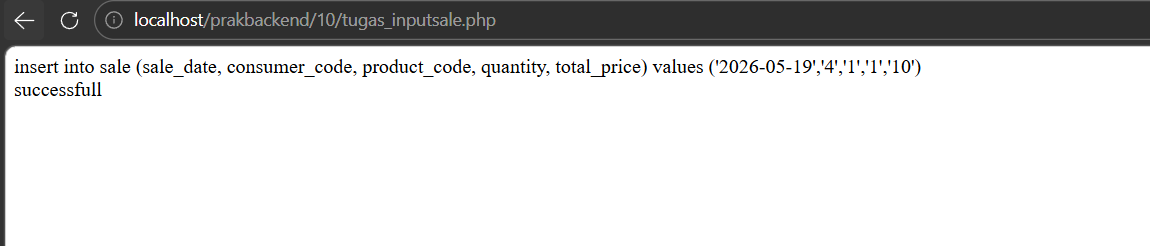 localhost/prakbackend/10/tugas_inputsale.php
insert into sale (sale_date, consumer_code, product_code, quantity, total_price) values ('2026-05-19','4','1','1','10')
successfull